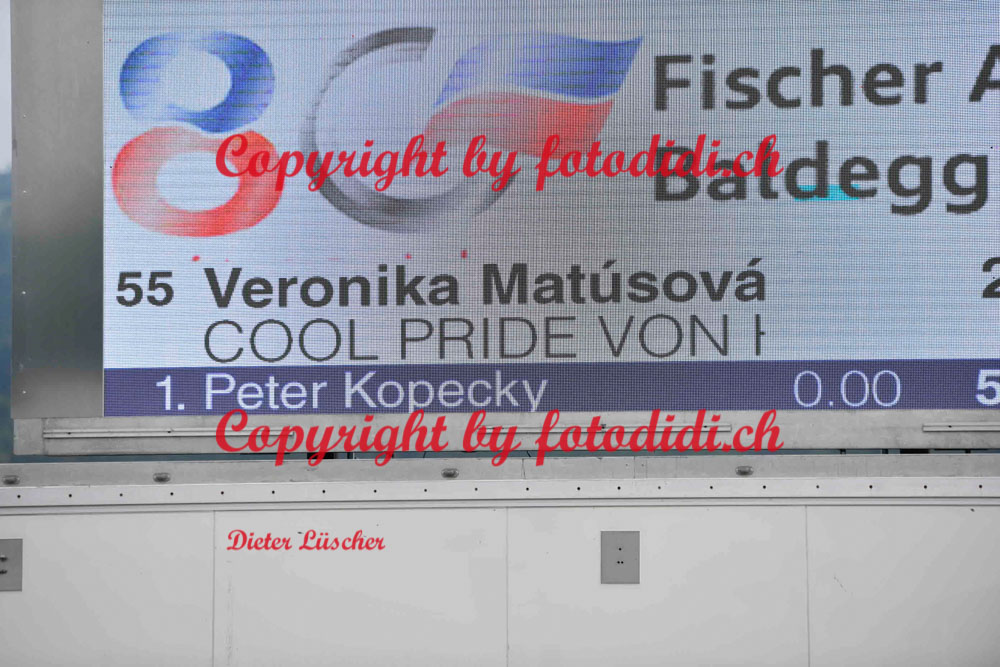 Fischer
Baldegg
Copyright by fotodidi.ch
55 Veronika Matúsová
COOL PRIDE VON
1. Peter Kopecky 0.00 5
Copyright by fotodidi.ch
Dieter Lüscher